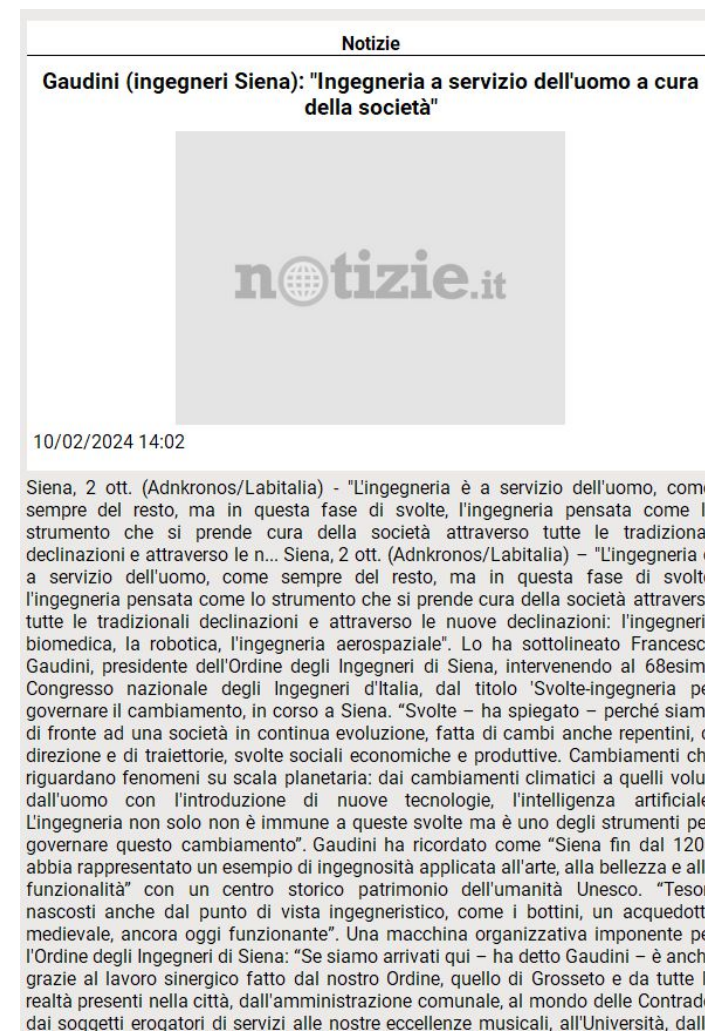 Notizie
Gaudini (ingegneri Siena): "Ingegneria a servizio dell'uomo a cura
della società"
notizie.it
10/02/2024 14:02
Siena, 2 ott. (Adnkronos/Labitalia) - "L'ingegneria è a servizio dell'uomo, come
sempre del resto, ma in questa fase di svolte, l'ingegneria pensata come l
strumento che si prende cura della società attraverso tutte le tradiziona
declinazioni e attraverso le n... Siena, 2 ott. (Adnkronos/Labitalia) – "L'ingegneria
a servizio dell'uomo, come sempre del resto, ma in questa fase di svolte
l'ingegneria pensata come lo strumento che si prende cura della società attravers
tutte le tradizionali declinazioni e attraverso le nuove declinazioni: l'ingegneri
biomedica, la robotica, l'ingegneria aerospaziale". Lo ha sottolineato Francesc
Gaudini, presidente dell'Ordine degli Ingegneri di Siena, intervenendo al 68esim
Congresso nazionale degli Ingegneri d'Italia, dal titolo 'Svolte-ingegneria pe
governare il cambiamento, in corso a Siena. “Svolte – ha spiegato – perché siam
di fronte ad una società in continua evoluzione, fatta di cambi anche repentini,
direzione e di traiettorie, svolte sociali economiche e produttive. Cambiamenti ch
riguardano fenomeni su scala planetaria: dai cambiamenti climatici a quelli volu
dall'uomo con l'introduzione di nuove tecnologie, l'intelligenza artificiale
L'ingegneria non solo non è immune a queste svolte ma è uno degli strumenti pe
governare questo cambiamento”. Gaudini ha ricordato come “Siena fin dal 120
abbia rappresentato un esempio di ingegnosità applicata all'arte, alla bellezza e all
funzionalità” con un centro storico patrimonio dell'umanità Unesco. “Tesor
nascosti anche dal punto di vista ingegneristico, come i bottini, un acquedott
medievale, ancora oggi funzionante”. Una macchina organizzativa imponente pe
l'Ordine degli Ingegneri di Siena: “Se siamo arrivati qui – ha detto Gaudini – è anch
grazie al lavoro sinergico fatto dal nostro Ordine, quello di Grosseto e da tutte l
realtà presenti nella città, dall'amministrazione comunale, al mondo delle Contrade
dai soggetti erogatori di servizi alle nostre eccellenze musicali, all'Università, dall